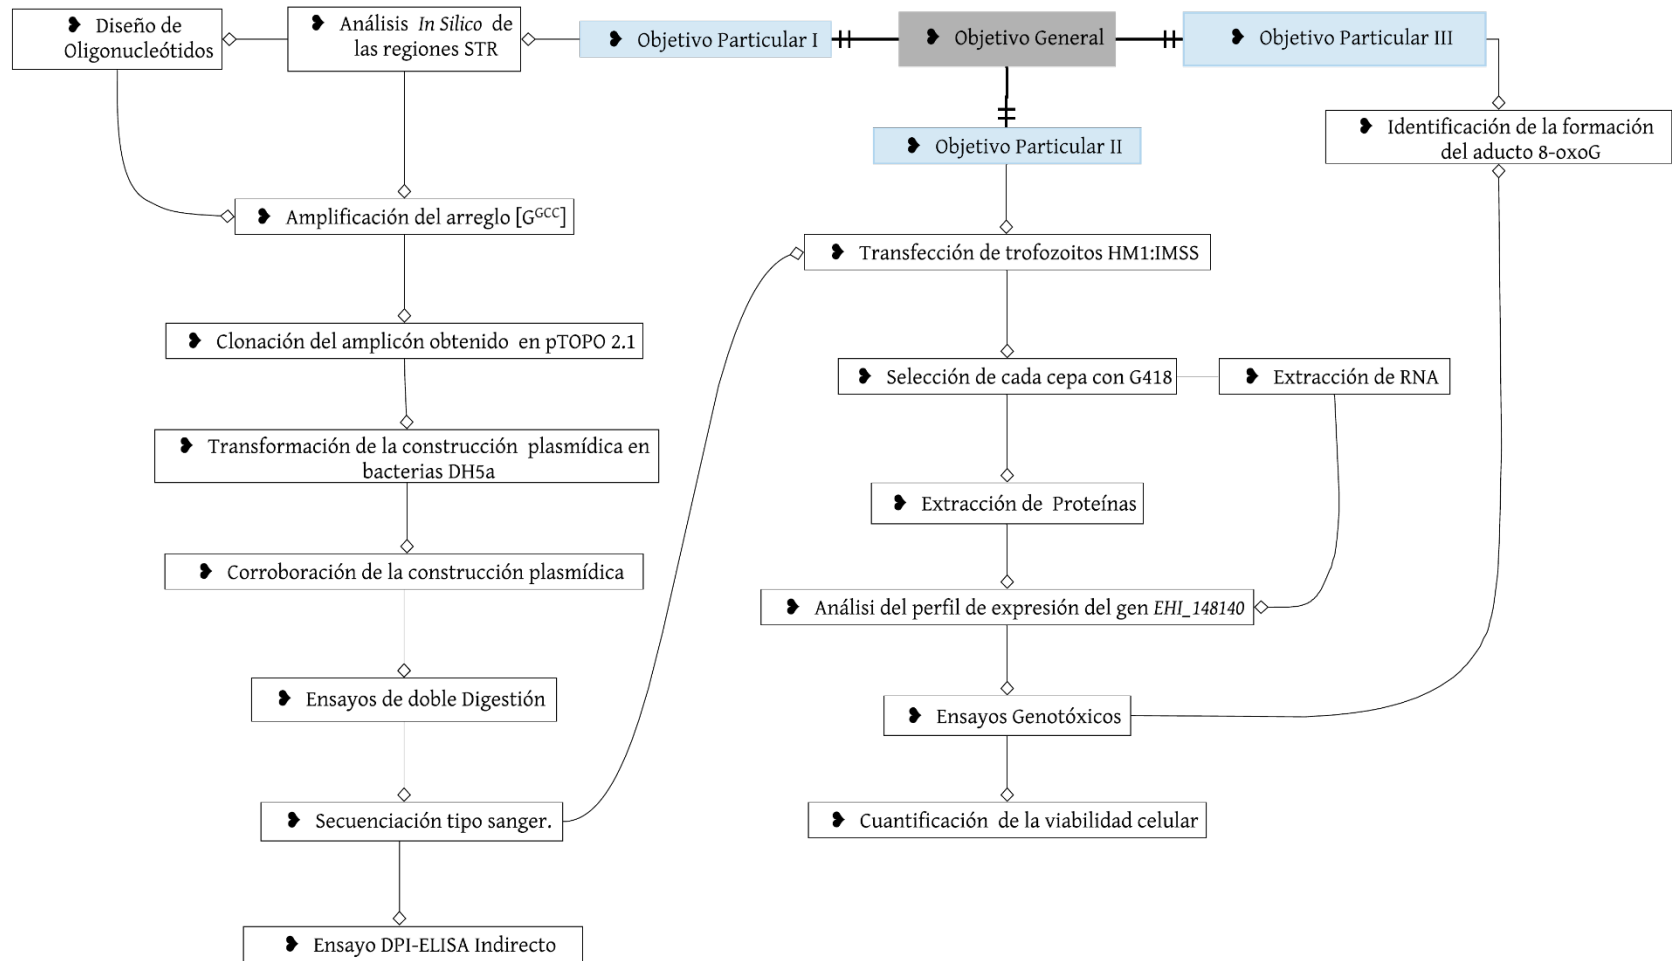 ❥ Diseño de
Oligonucleótidos
❥ Análisis In Silico de
las regiones STR
❥ Objetivo Particular I
❥ Objetivo General
❥ Objetivo Particular III
❥ Objetivo Particular II
❥ Identificación de la formación
del aducto 8-oxoG
❥ Amplificación del arreglo [Gᴳᶜᶜ]
❥ Transfección de trofozoitos HM1:IMSS
❥ Clonación del amplicón obtenido en pTOPO 2.1
❥ Selección de cada cepa con G418
❥ Extracción de RNA
❥ Transformación de la construcción plasmídica en
bacterias DH5a
❥ Extracción de Proteínas
❥ Corroboración de la construcción plasmídica
❥ Análisi del perfil de expresión del gen EHI_148140
❥ Ensayos de doble Digestión
❥ Ensayos Genotóxicos
❥ Secuenciación tipo sanger.
❥ Cuantificación de la viabilidad celular
❥ Ensayo DPI-ELISA Indirecto